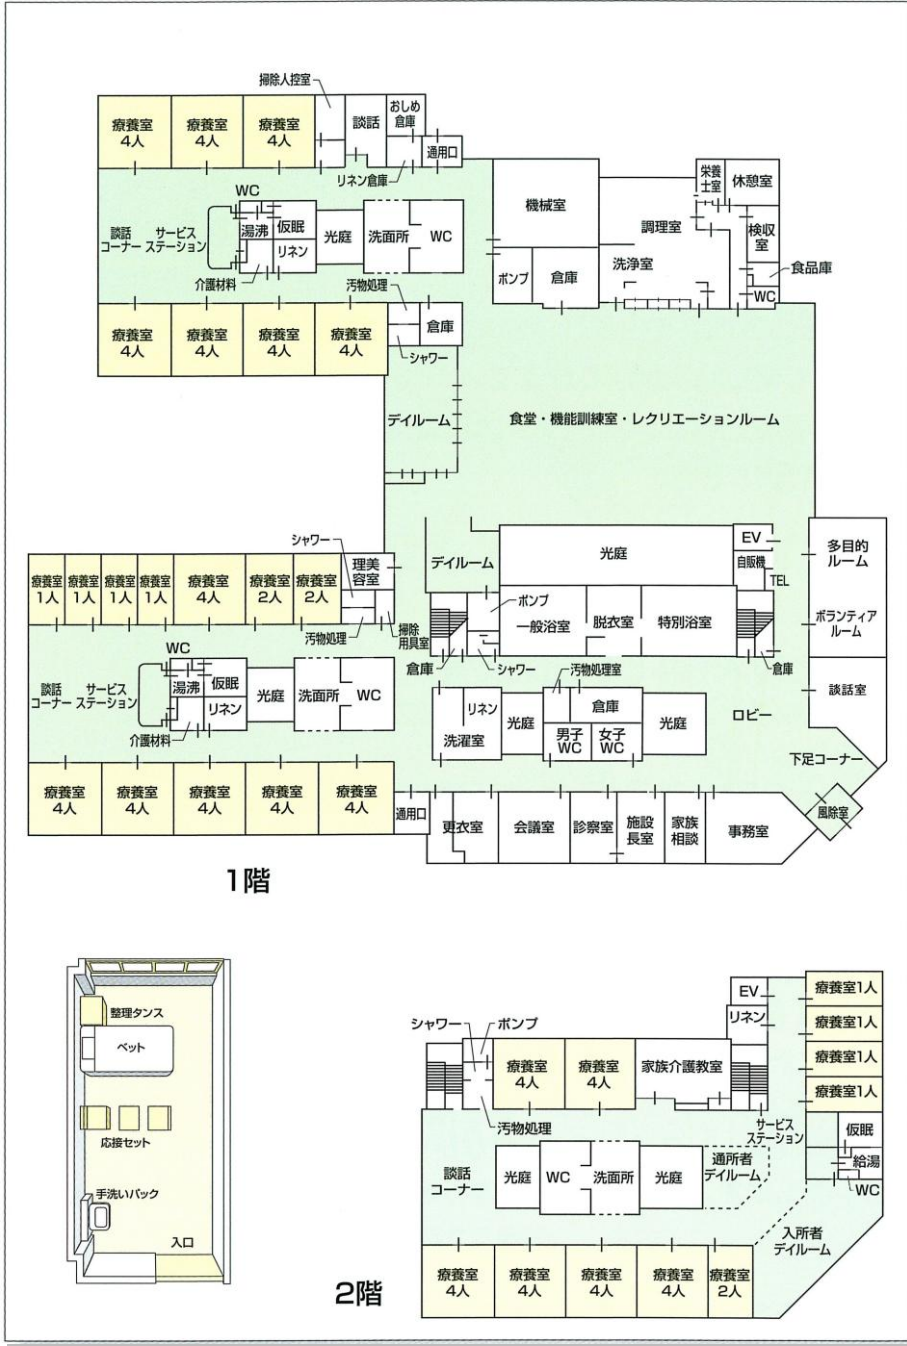 掃除人控室
療養室
4人
療養室
4人
療養室
4人
談話
おしめ
倉庫
通用口
リネン倉庫
WC
談話
コーナー
サービス
ステーション
湯沸
仮眠
リネン
介護材料
光庭
洗面所
WC
汚物処理
倉庫
シャワー
療養室
4人
療養室
4人
療養室
4人
療養室
4人
デイルーム
機械室
ポンプ
倉庫
調理室
洗浄室
栄養
士室
休憩室
検収
室
食品庫
WC
食堂・機能訓練室・レクリエーションルーム
シャワー
理美
容室
療養室
1人
療養室
1人
療養室
1人
療養室
1人
療養室
4人
療養室
2人
療養室
2人
汚物処理
掃除
用具室
WC
談話
コーナー
サービス
ステーション
湯沸
仮眠
リネン
介護材料
光庭
洗面所
WC
療養室
4人
療養室
4人
療養室
4人
療養室
4人
療養室
4人
通用口
デイルーム
光庭
EV
自販機
TEL
ポンプ
一般浴室
脱衣室
特別浴室
倉庫
シャワー
倉庫
汚物処理室
リネン
洗濯室
光庭
倉庫
男子
WC
女子
WC
光庭
ロビー
多目的
ルーム
ボランティア
ルーム
談話室
下足コーナー
風除室
更衣室
会議室
診察室
施設
長室
家族
相談
事務室
1階
整理タンス
ベット
応接セット
手洗いバック
入口
シャワー
ポンプ
汚物処理
療養室
4人
療養室
4人
家族介護教室
EV
リネン
療養室1人
療養室1人
療養室1人
療養室1人
サービス
ステーション
仮眠
給湯
WC
談話
コーナー
光庭
WC
洗面所
光庭
通所者
デイルーム
入所者
デイルーム
療養室
4人
療養室
4人
療養室
4人
療養室
4人
療養室
2人
2階